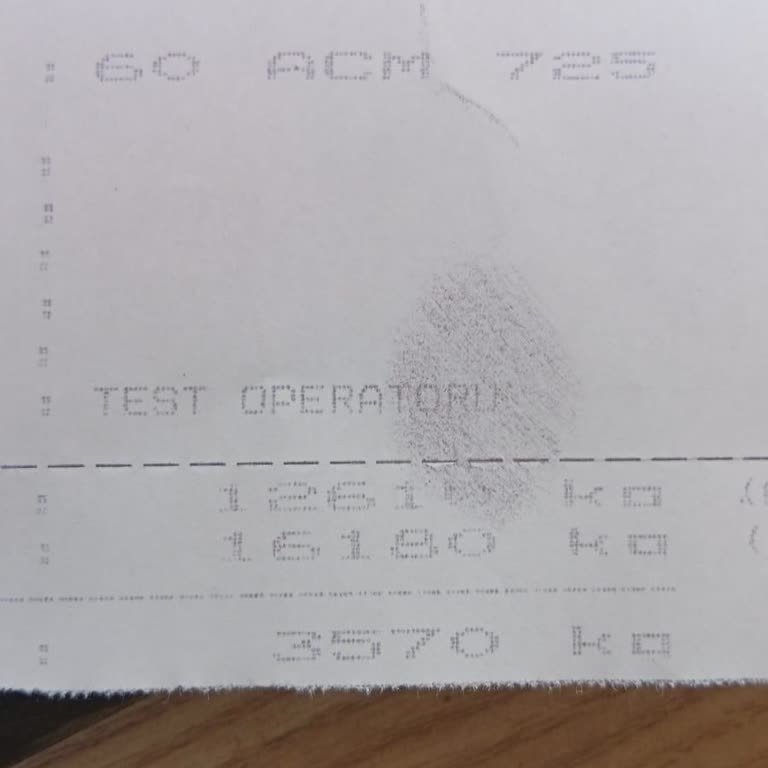 : 60 ACM 725
:
:
:
:
:
: TEST OPERATORU
: 12610 kg (
: 16180 kg (
: 3570 kg